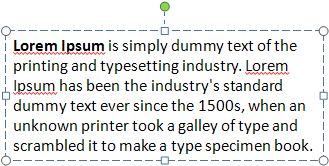 Lorem Ipsum is simply dummy text of the
printing and typesetting industry. Lorem
Ipsum has been the industry's standard
dummy text ever since the 1500s, when an
unknown printer took a galley of type and
scrambled it to make a type specimen book.